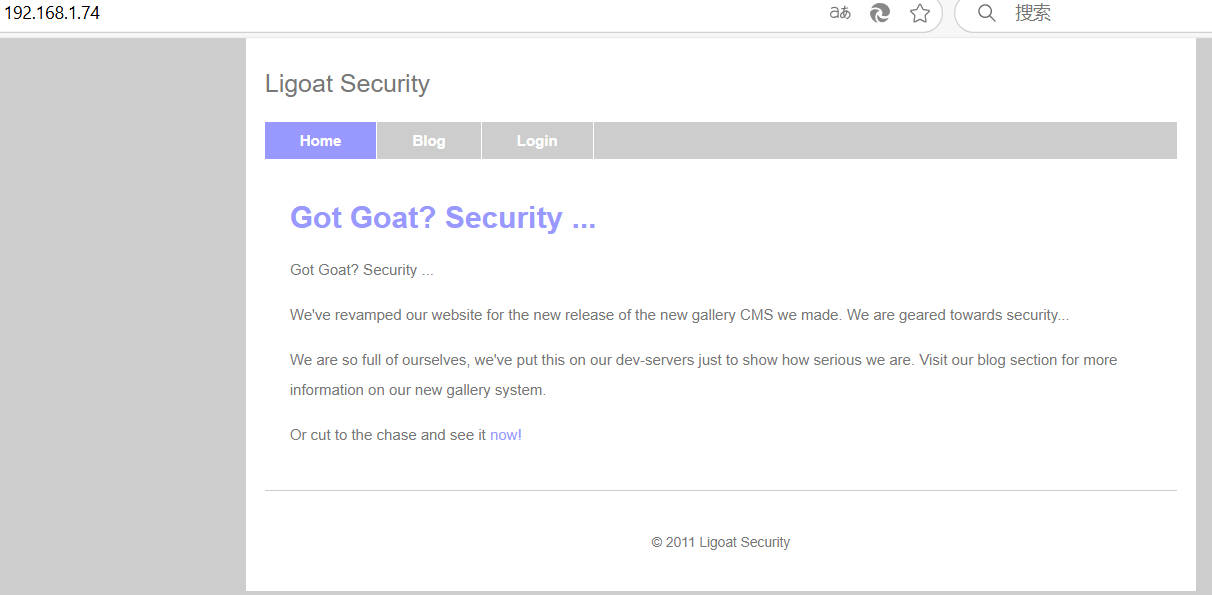 192.168.1.74
aあ
搜索
Ligoat Security
Home
Blog
Login
Got Goat? Security ...
Got Goat? Security ...
We've revamped our website for the new release of the new gallery CMS we made. We are geared towards security...
We are so full of ourselves, we've put this on our dev-servers just to show how serious we are. Visit our blog section for more
information on our new gallery system.
Or cut to the chase and see it now!
© 2011 Ligoat Security